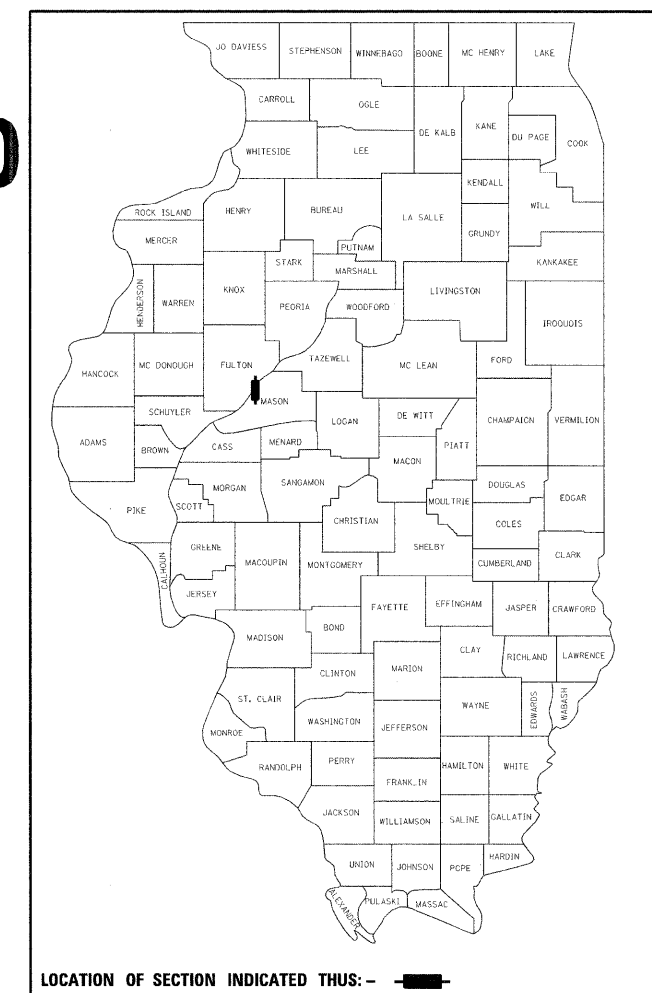 JO DAVIESS STEPHENSON WINNEBAGO BOONE MC HENRY LAKE
CARROLL OGLE DE KALB KANE DU PAGE COOK
WHITESIDE LEE
KENDALL
ROCK ISLAND HENRY BUREAU LA SALLE WILL
MERCER PUTNAM GRUNDY
STARK MARSHALL KANKAKEE
HENDERSON WARREN KNOX PEORIA WOODFORD LIVINGSTON
IROQUOIS
HANCOCK MC DONOUGH FULTON TAZEWELL MC LEAN FORD
MASON
SCHUYLER LOGAN DE WITT CHAMPAIGN VERMILION
ADAMS BROWN CASS MENARD PIATT
MACON
PIKE SCOTT MORGAN SANGAMON MOULTRIE DOUGLAS EDGAR
CHRISTIAN COLES
GREENE MACOUPIN MONTGOMERY SHELBY
CALHOUN CUMBERLAND CLARK
JERSEY FAYETTE EFFINGHAM JASPER CRAWFORD
MADISON BOND
CLAY RICHLAND LAWRENCE
CLINTON MARION
ST. CLAIR WAYNE EDWARDS WABASH
WASHINGTON JEFFERSON
MONROE
RANDOLPH PERRY HAMILTON WHITE
FRANKLIN
JACKSON WILLIAMSON SALINE GALLATIN
UNION JOHNSON POPE HARDIN
ALEXANDER PULASKI MASSAC
LOCATION OF SECTION INDICATED THUS: –